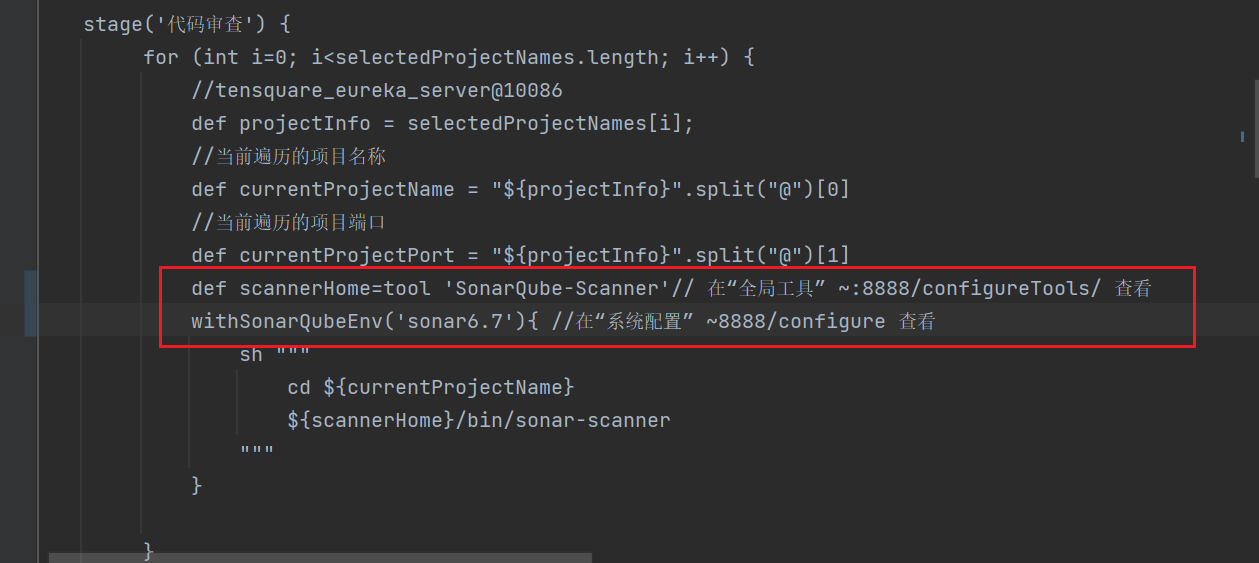 stage('代码审查') {
for (int i=0; i<selectedProjectNames.length; i++) {
//tensquare_eureka_server@10086
def projectInfo = selectedProjectNames[i];
//当前遍历的项目名称
def currentProjectName = "${projectInfo}".split("@")[0]
//当前遍历的项目端口
def currentProjectPort = "${projectInfo}".split("@")[1]
def scannerHome=tool 'SonarQube-Scanner'// 在“全局工具” ~:8888/configureTools/ 查看
withSonarQubeEnv('sonar6.7'){ //在“系统配置” ~8888/configure 查看
sh """
cd ${currentProjectName}
${scannerHome}/bin/sonar-scanner
"""
}
}